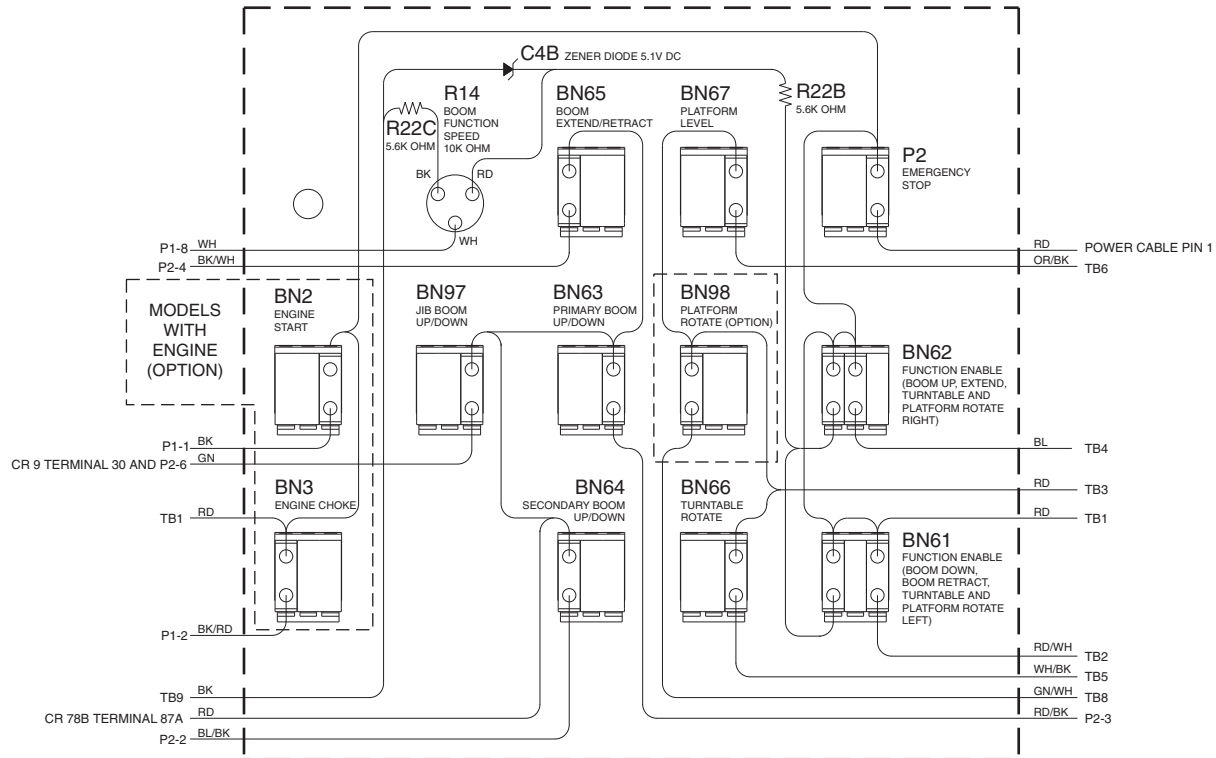 C4B ZENER DIODE 5.1V DC
R14
BOOM
FUNCTION
SPEED
10K OHM
R22C
5.6K OHM
BK
RD
WH
BN65
BOOM
EXTEND/RETRACT
BN67
PLATFORM
LEVEL
R22B
5.6K OHM
P2
EMERGENCY
STOP
P1-8 WH
P2-4 BK/WH
RD POWER CABLE PIN 1
OR/BK TB6
MODELS
WITH
ENGINE
(OPTION)
BN2
ENGINE
START
BN97
JIB BOOM
UP/DOWN
BN63
PRIMARY BOOM
UP/DOWN
BN98
PLATFORM
ROTATE (OPTION)
BN62
FUNCTION ENABLE
(BOOM UP, EXTEND,
TURNTABLE AND
PLATFORM ROTATE
RIGHT)
P1-1 BK
CR 9 TERMINAL 30 AND P2-6 GN
BL TB4
RD TB3
RD TB1
BN3
ENGINE CHOKE
TB1 RD
BN64
SECONDARY BOOM
UP/DOWN
BN66
TURNTABLE
ROTATE
BN61
FUNCTION ENABLE
(BOOM DOWN,
BOOM RETRACT,
TURNTABLE AND
PLATFORM ROTATE
LEFT)
P1-2 BK/RD
TB9 BK
CR 78B TERMINAL 87A RD
P2-2 BL/BK
RD/WH TB2
WH/BK TB5
GN/WH TB8
RD/BK P2-3